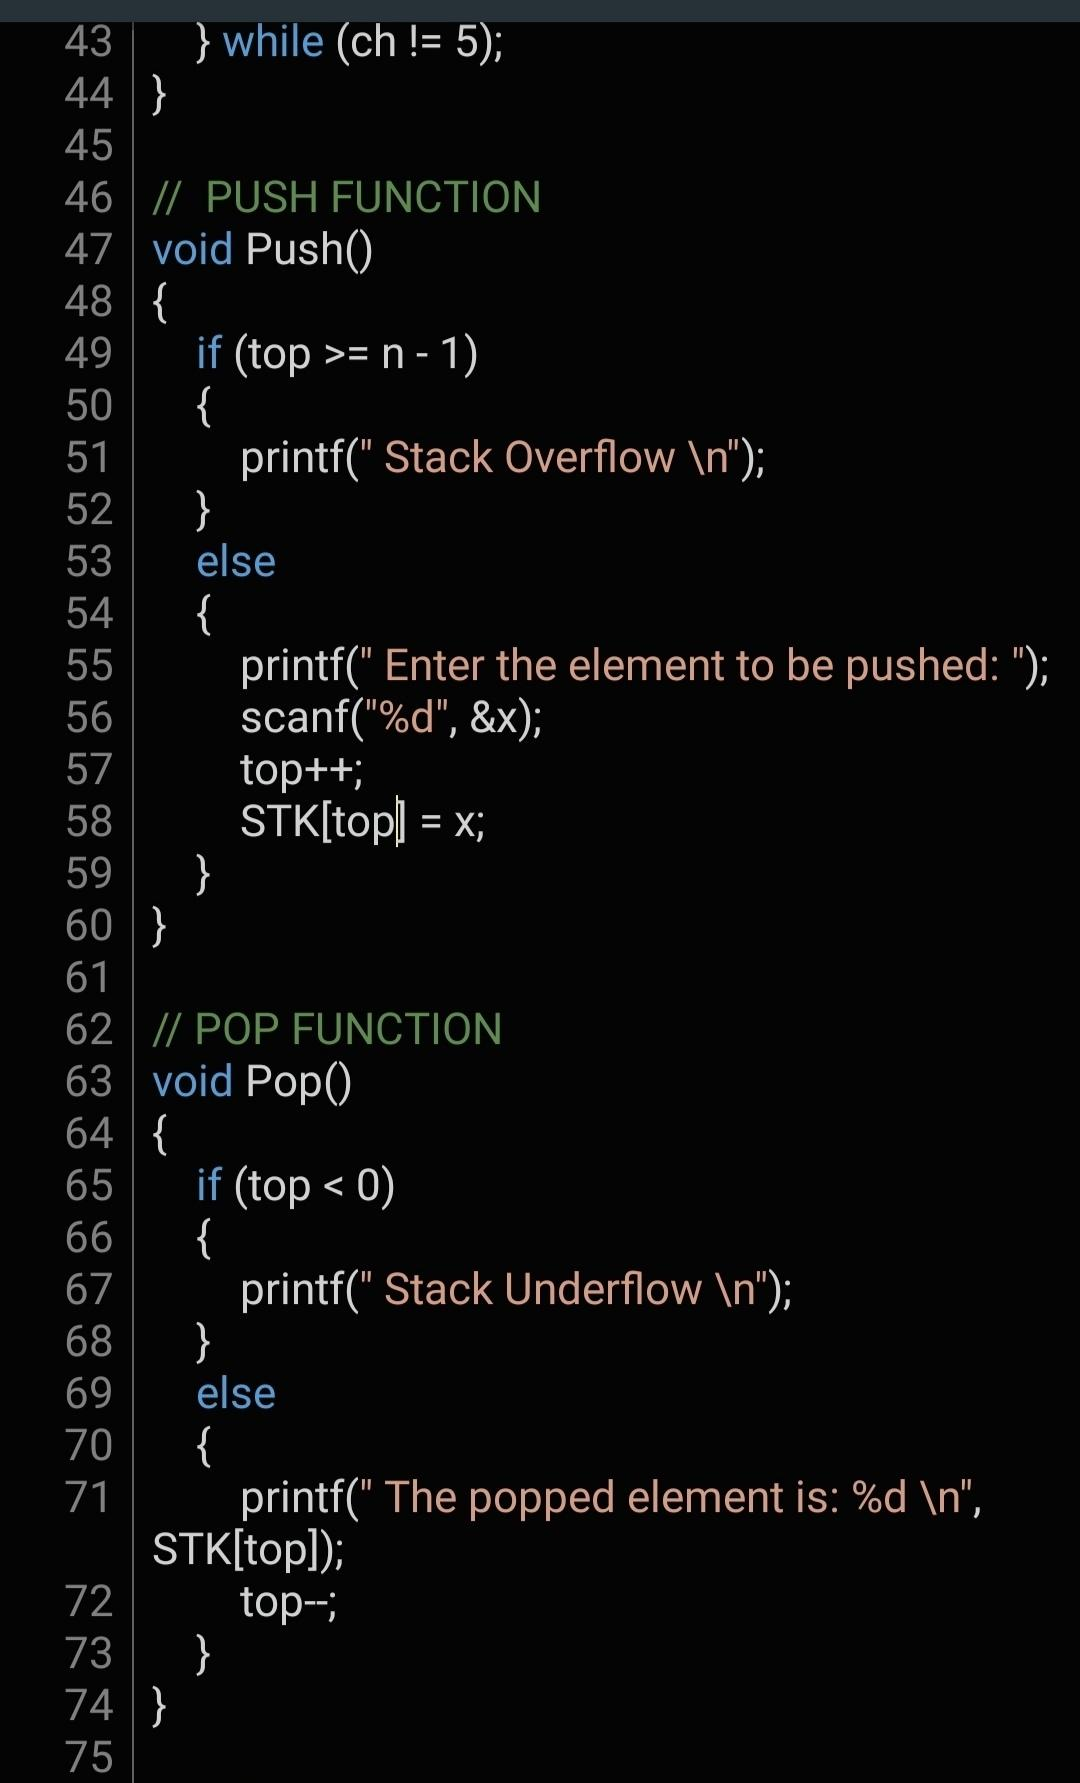 43 } while (ch != 5);
44 }
45
46 //  PUSH FUNCTION
47 void Push()
48 {
49 if (top >= n - 1)
50 {
51 printf(" Stack Overflow \n");
52 }
53 else
54 {
55 printf(" Enter the element to be pushed: ");
56 scanf("%d", &x);
57 top++;
58 STK[top] = x;
59 }
60 }
61
62 // POP FUNCTION
63 void Pop()
64 {
65 if (top < 0)
66 {
67 printf(" Stack Underflow \n");
68 }
69 else
70 {
71 printf(" The popped element is: %d \n",
STK[top]);
72 top--;
73 }
74 }
75